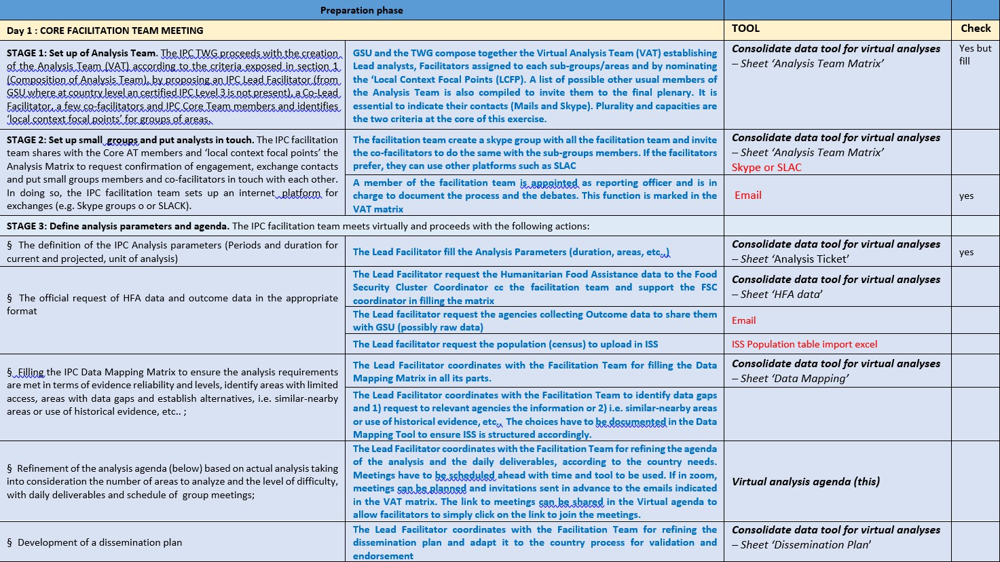 Preparation phase
Day 1 : CORE FACILITATION TEAM MEETING
TOOL
Check
STAGE 1: Set up of Analysis Team. The IPC TWG proceeds with the creation
of the Analysis Team (VAT) according to the criteria exposed in section 1
(Composition of Analysis Team), by proposing an IPC Lead Facilitator (from
GSU where at country level an certified IPC Level 3 is not present), a Co-Lead
Facilitator, a few co-facilitators and IPC Core Team members and identifies
‘local context focal points’ for groups of areas.
GSU and the TWG compose together the Virtual Analysis Team (VAT) establishing
Lead analysts, Facilitators assigned to each sub-groups/areas and by nominating
the ‘Local Context Focal Points (LCFP). A list of possible other usual members of
the Analysis Team is also compiled to invite them to the final plenary. It is
essential to indicate their contacts (Mails and Skype). Plurality and capacities are
the two criteria at the core of this exercise.
Consolidate data tool for virtual analyses
– Sheet ‘Analysis Team Matrix’
Yes but
fill
STAGE 2: Set up small groups and put analysts in touch. The IPC facilitation
team shares with the Core AT members and ‘local context focal points’ the
Analysis Matrix to request confirmation of engagement, exchange contacts
and put small groups members and co-facilitators in touch with each other.
In doing so, the IPC facilitation team sets up an internet platform for
exchanges (e.g. Skype groups o or SLACK).
The facilitation team create a skype group with all the facilitation team and invite
the co-facilitators to do the same with the sub-groups members. If the facilitators
prefer, they can use other platforms such as SLAC
Consolidate data tool for virtual analyses
– Sheet ‘Analysis Team Matrix’
Skype or SLAC
A member of the facilitation team is appointed as reporting officer and is in
charge to document the process and the debates. This function is marked in the
VAT matrix
Email
yes
STAGE 3: Define analysis parameters and agenda. The IPC facilitation team meets virtually and proceeds with the following actions:
§ The definition of the IPC Analysis parameters (Periods and duration for
current and projected, unit of analysis)
The Lead Facilitator fill the Analysis Parameters (duration, areas, etc..)
Consolidate data tool for virtual analyses
– Sheet ‘Analysis Ticket’
yes
§ The official request of HFA data and outcome data in the appropriate
format
The Lead Facilitator request the Humanitarian Food Assistance data to the Food
Security Cluster Coordinator cc the facilitation team and support the FSC
coordinator in filling the matrix
Consolidate data tool for virtual analyses
– Sheet ‘HFA data’
The Lead facilitator request the agencies collecting Outcome data to share them
with GSU (possibly raw data)
Email
The Lead facilitator request the population (census) to upload in ISS
ISS Population table import excel
§ Filling the IPC Data Mapping Matrix to ensure the analysis requirements
are met in terms of evidence reliability and levels, identify areas with limited
access, areas with data gaps and establish alternatives, i.e. similar-nearby
areas or use of historical evidence, etc.. ;
The Lead Facilitator coordinates with the Facilitation Team for filling the Data
Mapping Matrix in all its parts.
Consolidate data tool for virtual analyses
– Sheet ‘Data Mapping’
The Lead Facilitator coordinates with the Facilitation Team to identify data gaps
and 1) request to relevant agencies the information or 2) i.e. similar-nearby areas
or use of historical evidence, etc.. The choices have to be documented in the Data
Mapping Tool to ensure ISS is structured accordingly.
§ Refinement of the analysis agenda (below) based on actual analysis taking
into consideration the number of areas to analyze and the level of difficulty,
with daily deliverables and schedule of group meetings;
The Lead Facilitator coordinates with the Facilitation Team for refining the agenda
of the analysis and the daily deliverables, according to the country needs.
Meetings have to be scheduled ahead with time and tool to be used. If in zoom,
meetings can be planned and invitations sent in advance to the emails indicated
in the VAT matrix. The link to meetings can be shared in the Virtual agenda to
allow facilitators to simply click on the link to join the meetings.
Virtual analysis agenda (this)
§ Development of a dissemination plan
The Lead Facilitator coordinates with the Facilitation Team for refining the
dissemination plan and adapt it to the country process for validation and
endorsement
Consolidate data tool for virtual analyses
– Sheet ‘Dissemination Plan’